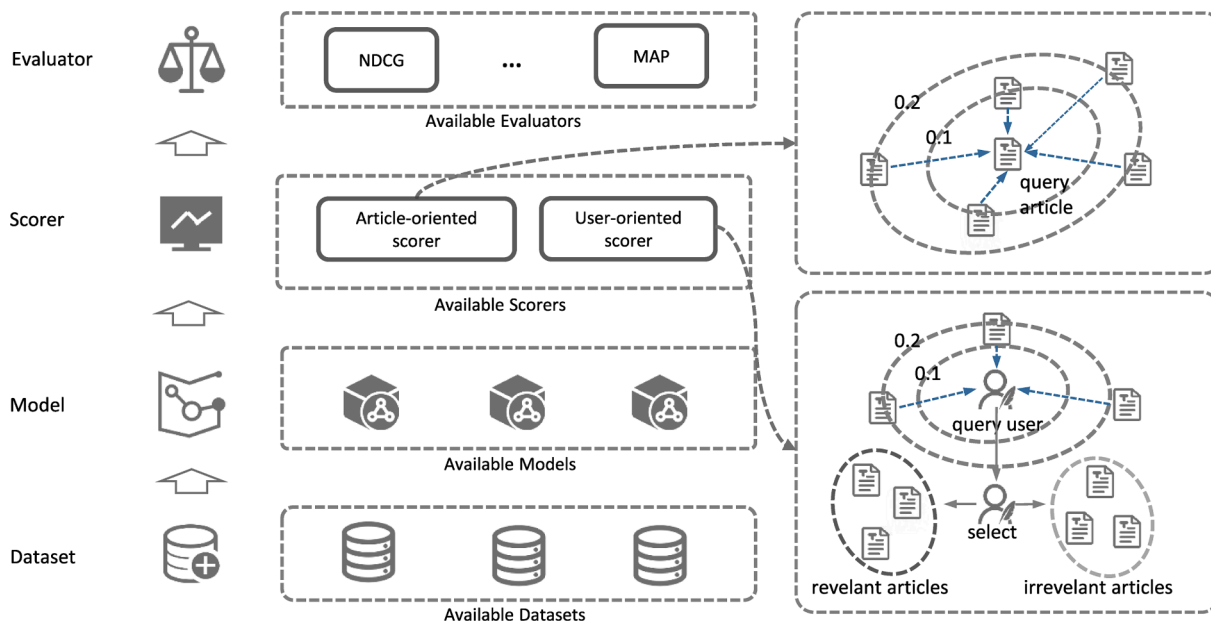 Evaluator
NDCG
...
MAP
Available Evaluators
Scorer
Article-oriented
scorer
User-oriented
scorer
Available Scorers
Model
Available Models
Dataset
Available Datasets
0.2
0.1
query
article
0.2
0.1
query user
select
revelant articles
irrevelant articles